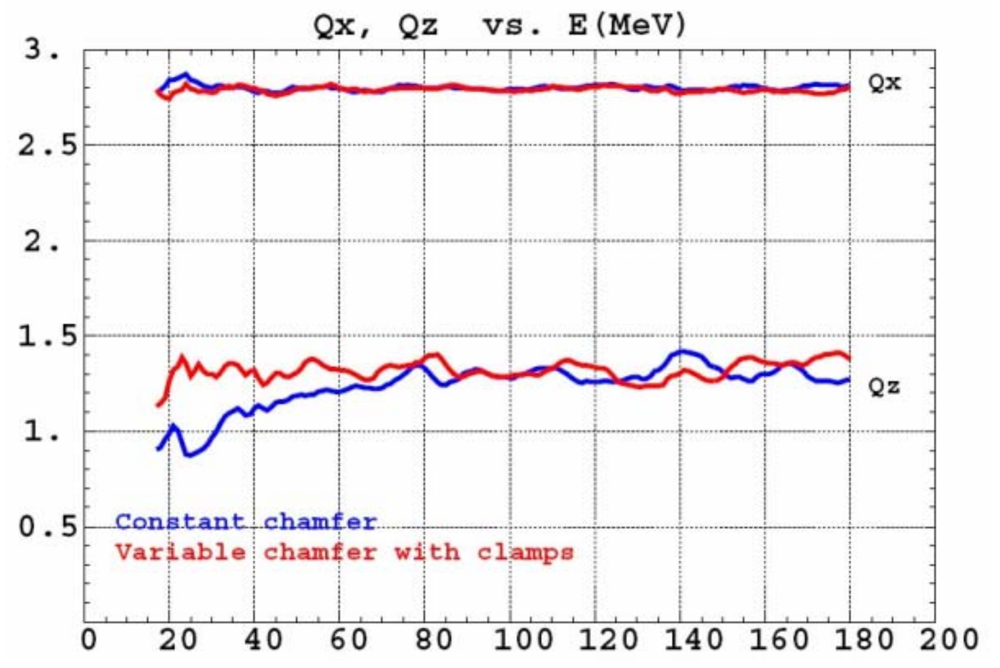 Qx, Qz vs. E(MeV)
3.
Qx
2.5
2.
1.5
Qz
1.
Constant chamfer
0.5
Variable chamfer with clamps
0 20 40 60 80 100 120 140 160 180 200